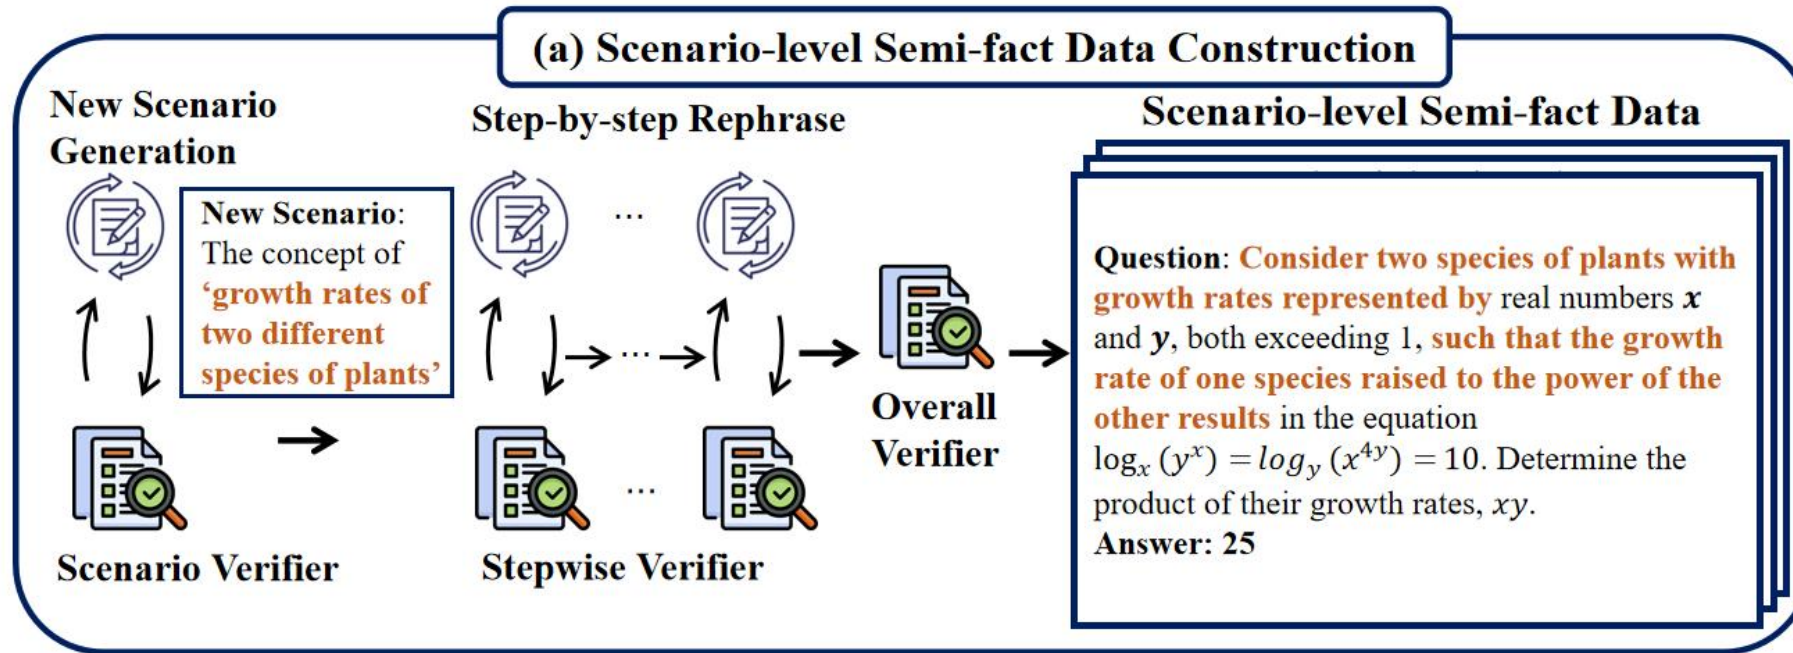 (a) Scenario-level Semi-fact Data Construction
New Scenario
Generation
New Scenario:
The concept of
‘growth rates of
two different
species of plants’
Scenario Verifier
Step-by-step Rephrase
...
...
...
Stepwise Verifier
Overall
Verifier
Scenario-level Semi-fact Data
Question: Consider two species of plants with
growth rates represented by real numbers x
and y, both exceeding 1, such that the growth
rate of one species raised to the power of the
other results in the equation
logₓ (yˣ) = log_y (x^{4y}) = 10. Determine the
product of their growth rates, xy.
Answer: 25